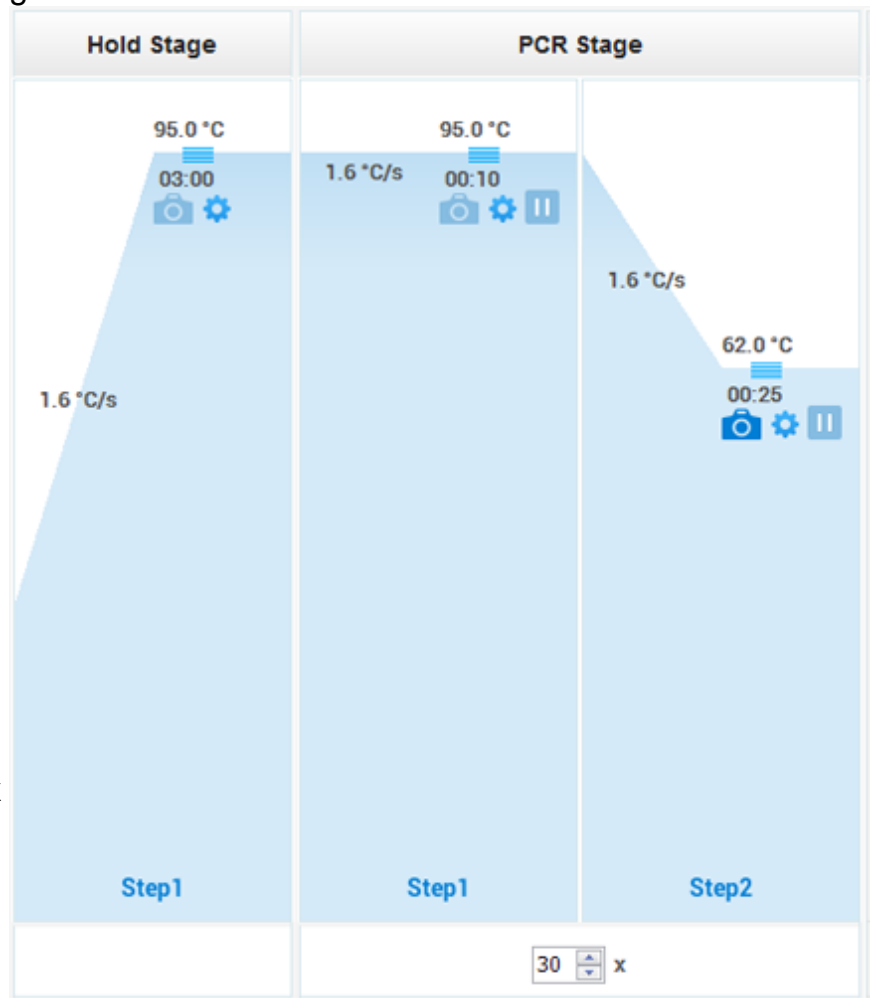 Hold Stage
PCR Stage
95.0 °C
03:00
1.6 °C/s
Step1
95.0 °C
1.6 °C/s
00:10
Step1
1.6 °C/s
62.0 °C
00:25
Step2
30 x